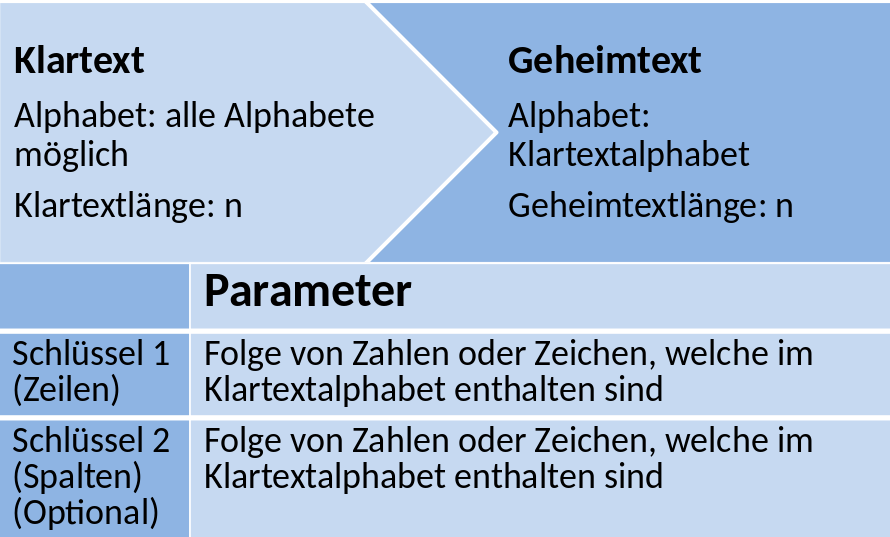 Klartext
Alphabet: alle Alphabete
möglich
Klartextlänge: n
Geheimtext
Alphabet:
Klartextalphabet
Geheimtextlänge: n
Parameter
Schlüssel 1
(Zeilen)
Folge von Zahlen oder Zeichen, welche im
Klartextalphabet enthalten sind
Schlüssel 2
(Spalten)
(Optional)
Folge von Zahlen oder Zeichen, welche im
Klartextalphabet enthalten sind